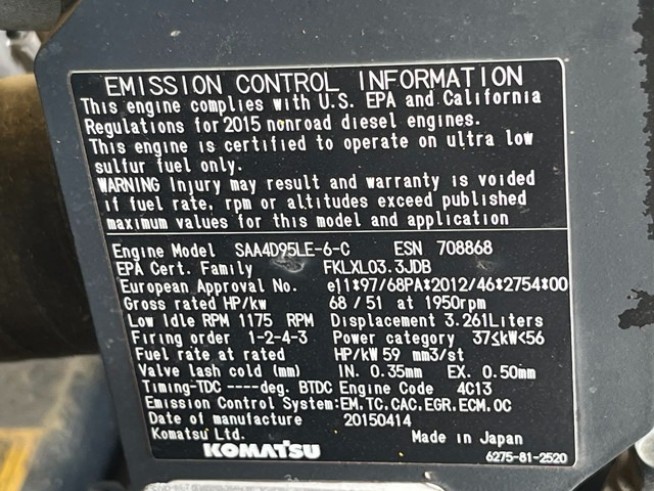 EMISSION CONTROL INFORMATION
This engine complies with U.S. EPA and California
Regulations for 2015 nonroad diesel engines.
This engine is certified to operate on ultra low
sulfur fuel only.
WARNING Injury may result and warranty is voided
if fuel rate, rpm or altitudes exceed published
maximum values for this model and application
Engine Model SAA4D95LE-6-C ESN 708868
EPA Cert. Family FKLXL03.3JDB
European Approval No. e11*97/68PA*2012/46*2754*00
Gross rated HP/kw 68 / 51 at 1950rpm
Low Idle RPM 1175 RPM Displacement 3.261Liters
Firing order 1-2-4-3 Power category 37≤kW<56
Fuel rate at rated HP/kW 59 mm3/st
Valve lash cold (mm) IN. 0.35mm EX. 0.50mm
Timing-TDC ----deg. BTDC Engine Code 4C13
Emission Control System:EM.TC.CAC.EGR.ECM.OC
Date of manufacture 20150414
Komatsu Ltd. Made in Japan
KOMATSU 6275-81-2520